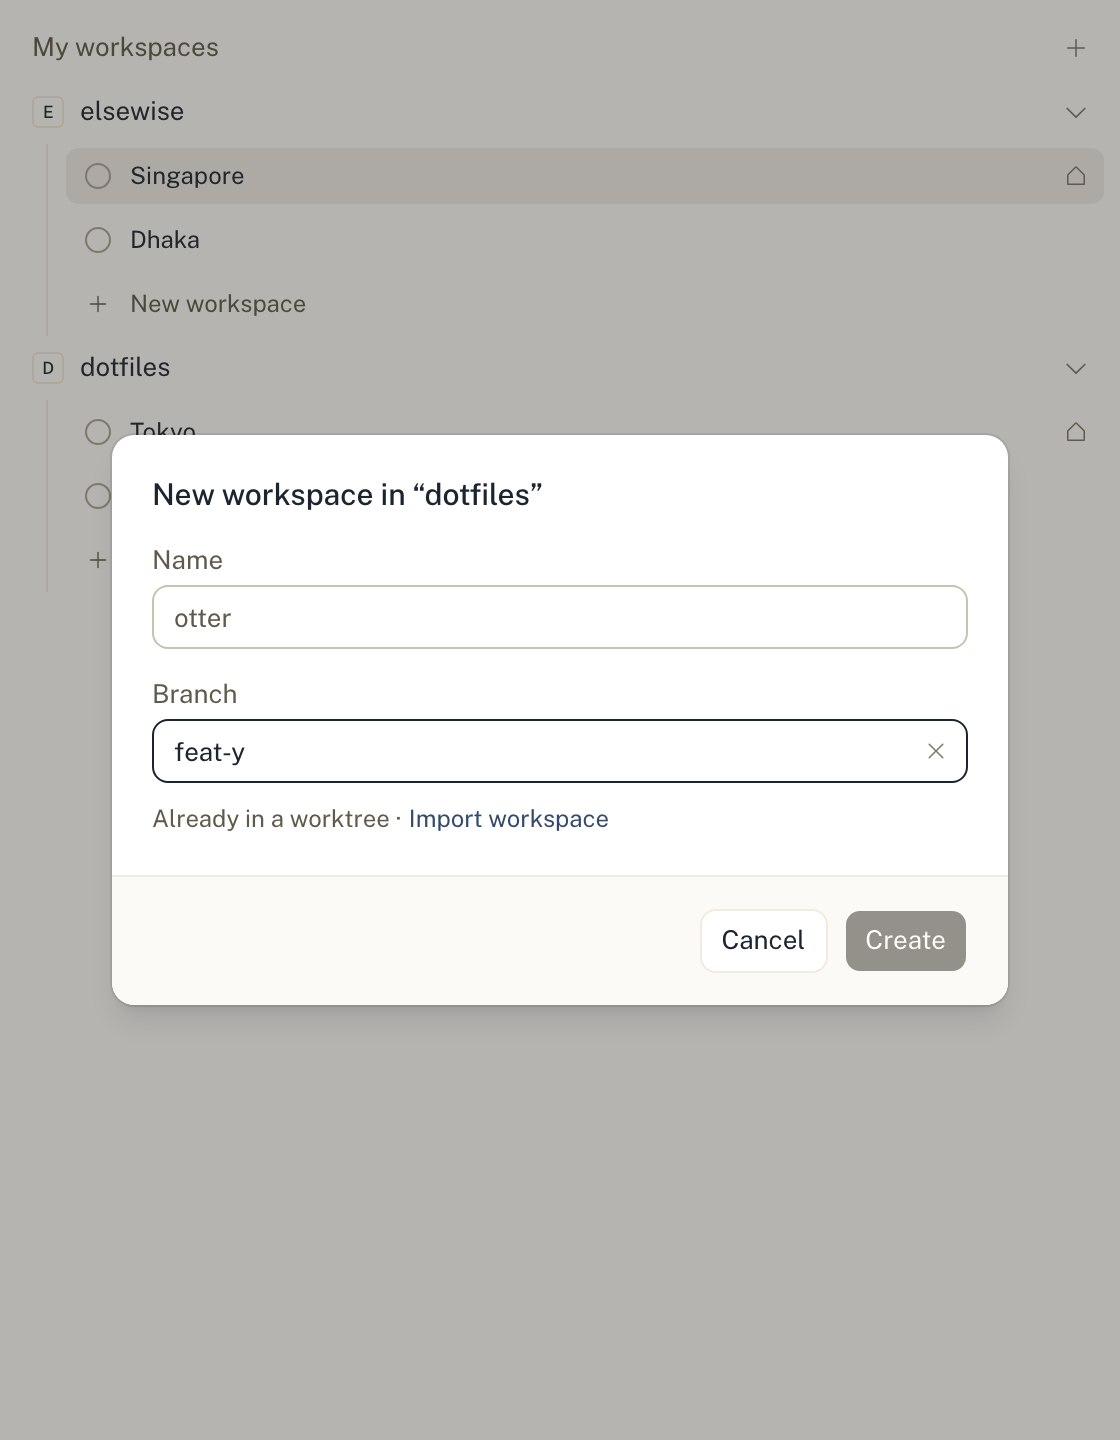 My workspaces
E elsewise
Singapore
Dhaka
New workspace
D dotfiles
Tokyo
New workspace in “dotfiles”
Name
otter
Branch
feat-y
Already in a worktree · Import workspace
Cancel
Create